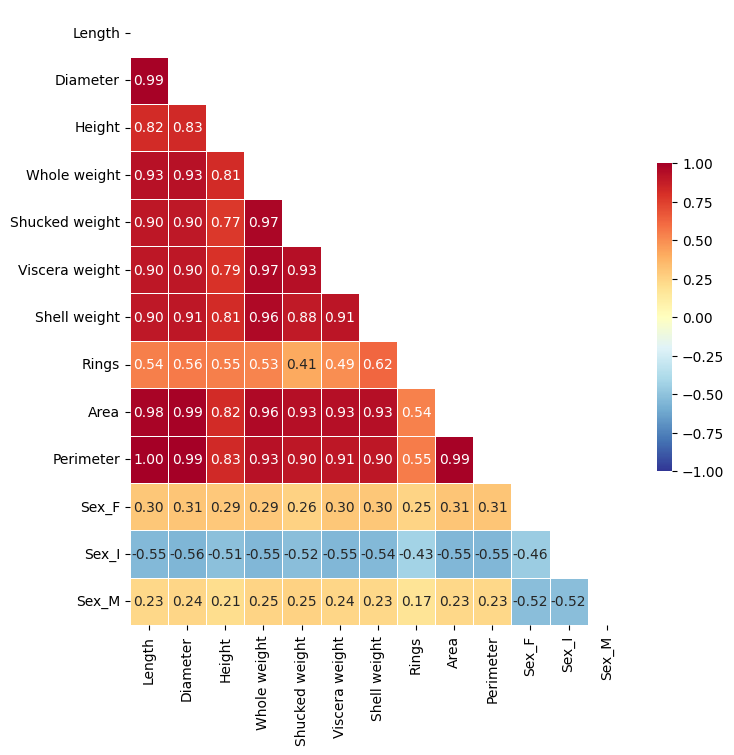 Length
Diameter 0.99
Height 0.82 0.83
Whole weight 0.93 0.93 0.81
Shucked weight 0.90 0.90 0.77 0.97
Viscera weight 0.90 0.90 0.79 0.97 0.93
Shell weight 0.90 0.91 0.81 0.96 0.88 0.91
Rings 0.54 0.56 0.55 0.53 0.41 0.49 0.62
Area 0.98 0.99 0.82 0.96 0.93 0.93 0.93 0.54
Perimeter 1.00 0.99 0.83 0.93 0.90 0.91 0.90 0.55 0.99
Sex_F 0.30 0.31 0.29 0.29 0.26 0.30 0.30 0.25 0.31 0.31
Sex_I -0.55 -0.56 -0.51 -0.55 -0.52 -0.55 -0.54 -0.43 -0.55 -0.55 -0.46
Sex_M 0.23 0.24 0.21 0.25 0.25 0.24 0.23 0.17 0.23 0.23 -0.52 -0.52
Length Diameter Height Whole weight Shucked weight Viscera weight Shell weight Rings Area Perimeter Sex_F Sex_I Sex_M
1.00
0.75
0.50
0.25
0.00
−0.25
−0.50
−0.75
−1.00